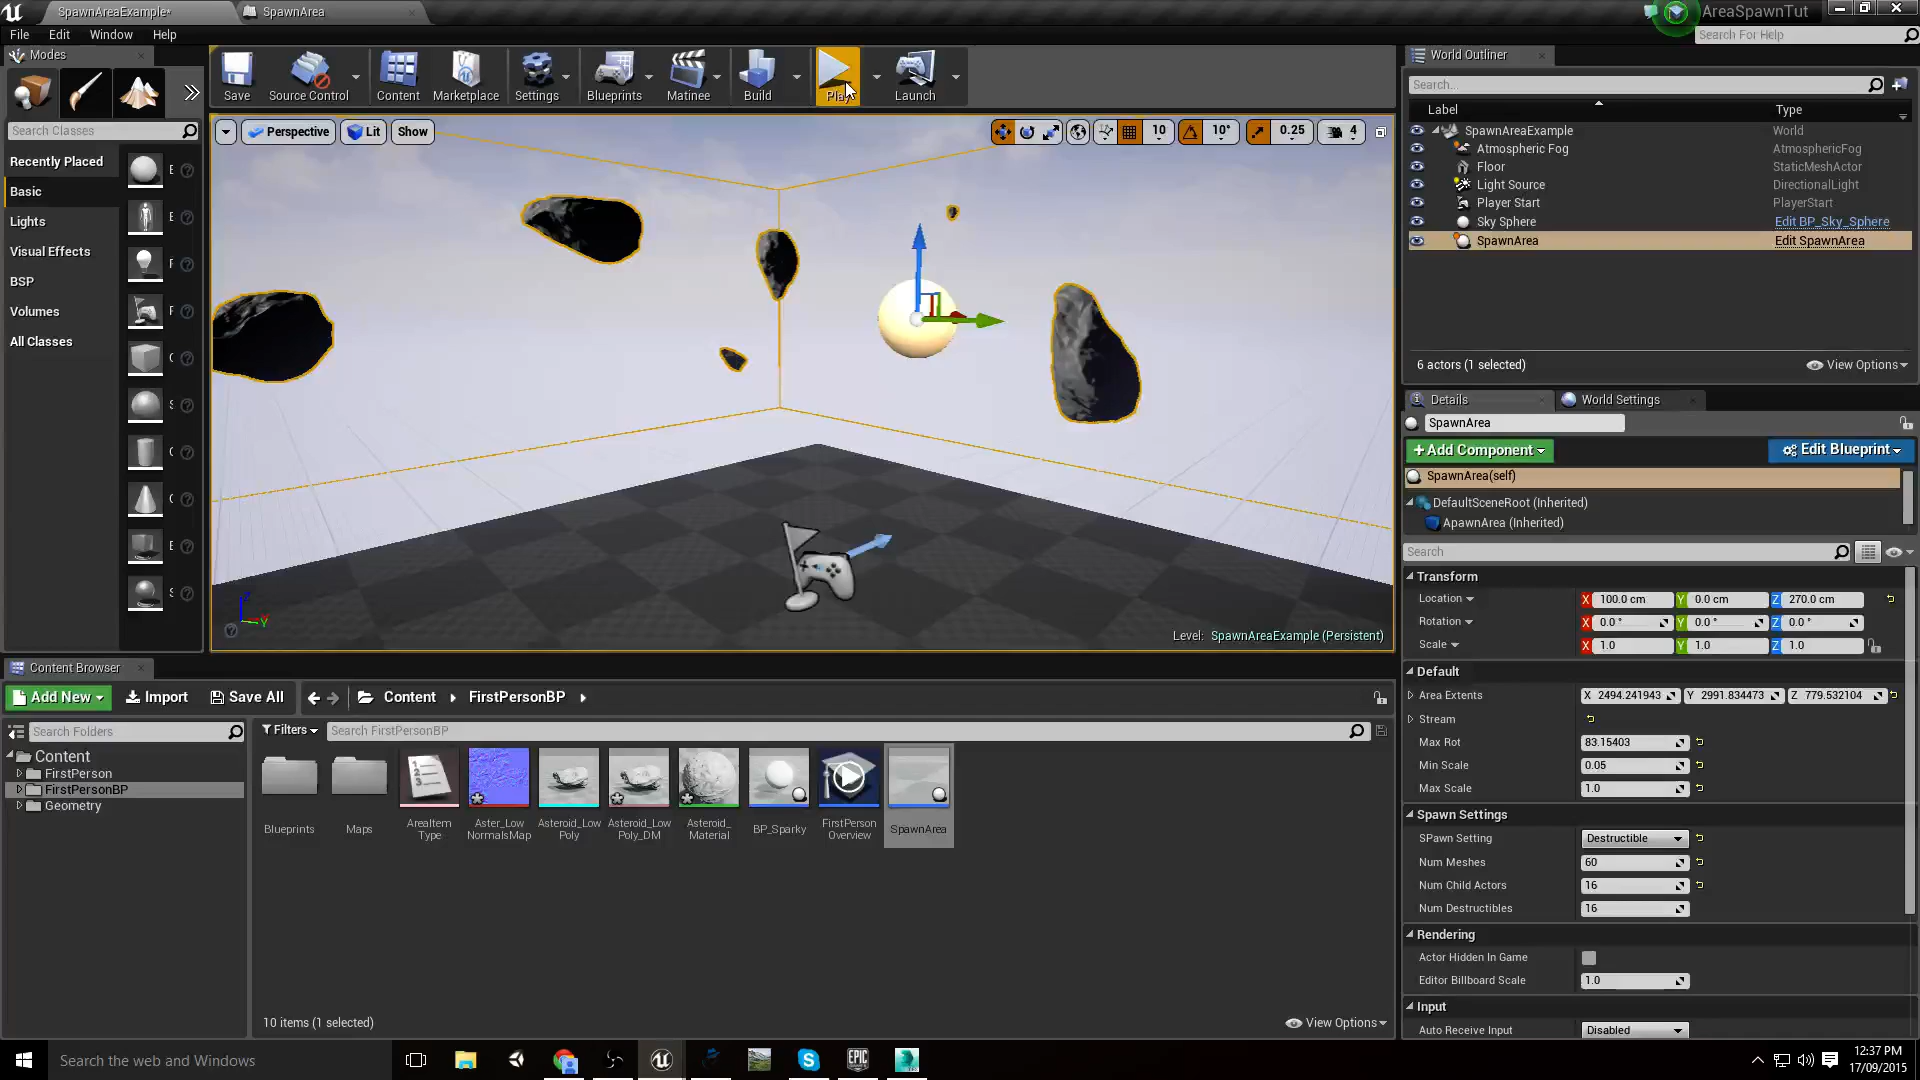 SpawnAreaExample*
SpawnArea
AreaSpawnTut
File Edit Window Help
Search For Help
Modes
Save
Source Control
Content
Marketplace
Settings
Blueprints
Matinee
Build
Play
Launch
Search Classes
Recently Placed
Basic
Lights
Visual Effects
BSP
Volumes
All Classes
Perspective
Lit
Show
10
10°
0.25
4
Level: SpawnAreaExample (Persistent)
World Outliner
Search...
Label Type
SpawnAreaExample World
Atmospheric Fog AtmosphericFog
Floor StaticMeshActor
Light Source DirectionalLight
Player Start PlayerStart
Sky Sphere Edit BP_Sky_Sphere
SpawnArea Edit SpawnArea
6 actors (1 selected) View Options
Details
World Settings
SpawnArea
+Add Component
Edit Blueprint
SpawnArea(self)
DefaultSceneRoot (Inherited)
ApawnArea (Inherited)
Search
Transform
Location X 100.0 cm Y 0.0 cm Z 270.0 cm
Rotation X 0.0 ° Y 0.0 ° Z 0.0 °
Scale X 1.0 Y 1.0 Z 1.0
Default
Area Extents X 2494.241943 Y 2991.834473 Z 779.532104
Stream
Max Rot 83.15403
Min Scale 0.05
Max Scale 1.0
Spawn Settings
SPawn Setting Destructible
Num Meshes 60
Num Child Actors 16
Num Destructibles 16
Rendering
Actor Hidden In Game
Editor Billboard Scale 1.0
Input
Auto Receive Input Disabled
Content Browser
Add New Import Save All Content FirstPersonBP
Search Folders
Filters Search FirstPersonBP
Content
FirstPerson
FirstPersonBP
Geometry
Blueprints
Maps
AreaItem
Type
Aster_Low
NormalsMap
Asteroid_Low
Poly
Asteroid_Low
Poly_DM
Asteroid_
Material
BP_Sparky
FirstPerson
Overview
SpawnArea
10 items (1 selected) View Options
Search the web and Windows
EPIC
12:37 PM
17/09/2015